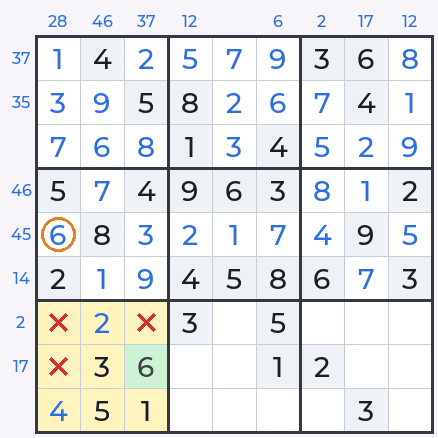 28 46 37 12 6 2 17 12
37 1 4 2 5 7 9 3 6 8
35 3 9 5 8 2 6 7 4 1
7 6 8 1 3 4 5 2 9
46 5 7 4 9 6 3 8 1 2
45 6 8 3 2 1 7 4 9 5
14 2 1 9 4 5 8 6 7 3
2 2 3 5
17 3 6 1 2
4 5 1 3